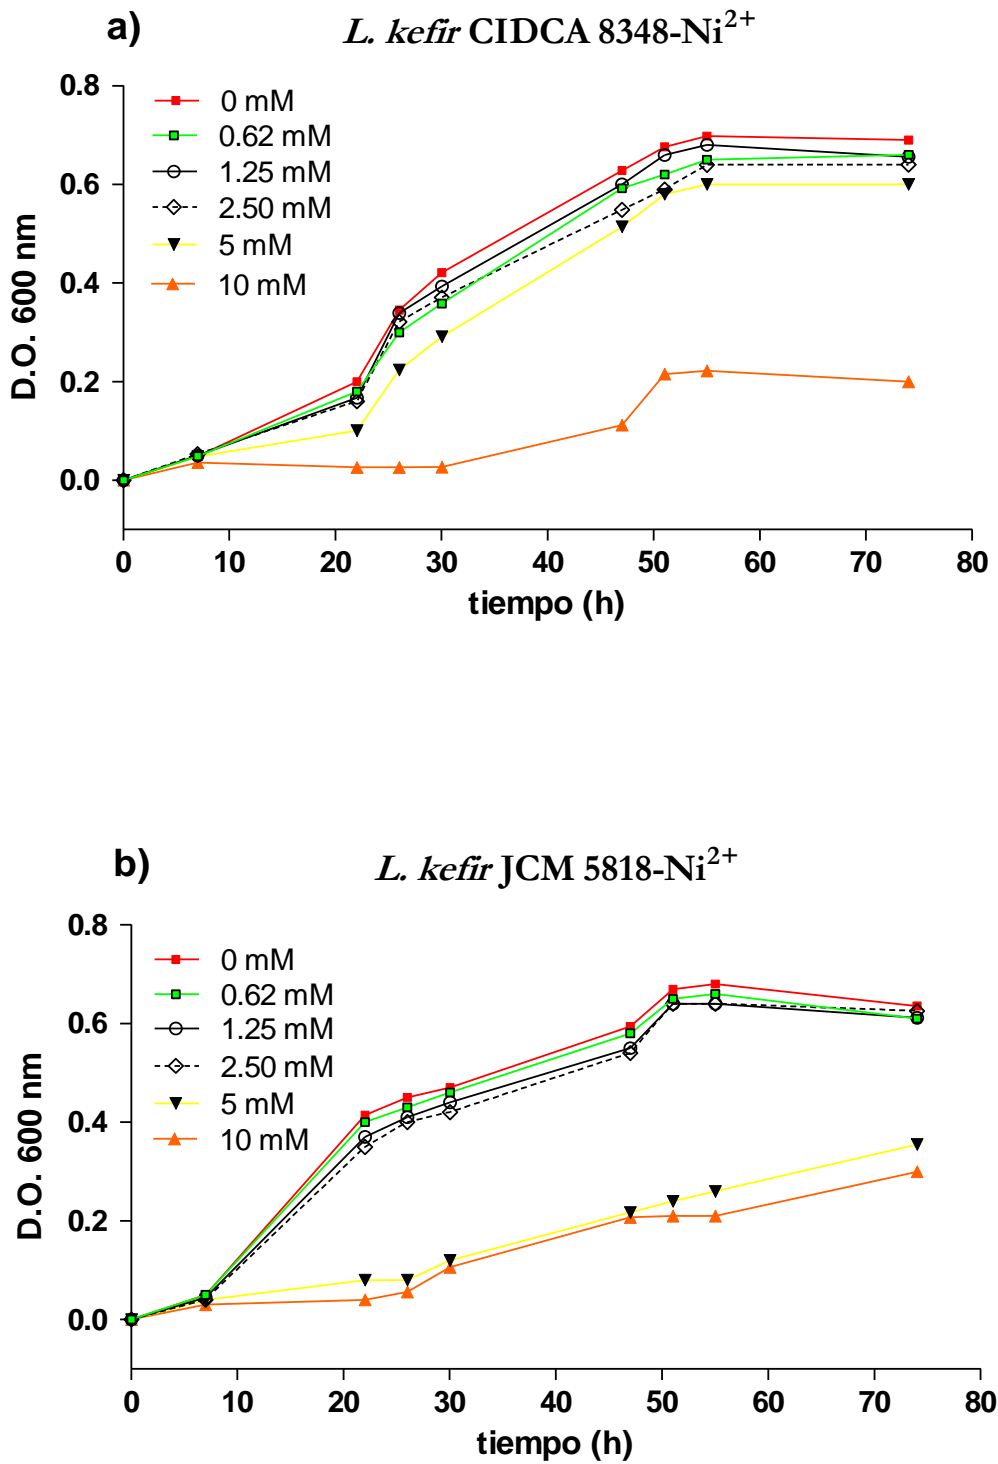 a)
L. kefir CIDCA 8348-Ni²⁺
0.8
0.6
0.4
0.2
0.0
D.O. 600 nm
0 mM
0.62 mM
1.25 mM
2.50 mM
5 mM
10 mM
0 10 20 30 40 50 60 70 80
tiempo (h)
b)
L. kefir JCM 5818-Ni²⁺
0.8
0.6
0.4
0.2
0.0
D.O. 600 nm
0 mM
0.62 mM
1.25 mM
2.50 mM
5 mM
10 mM
0 10 20 30 40 50 60 70 80
tiempo (h)